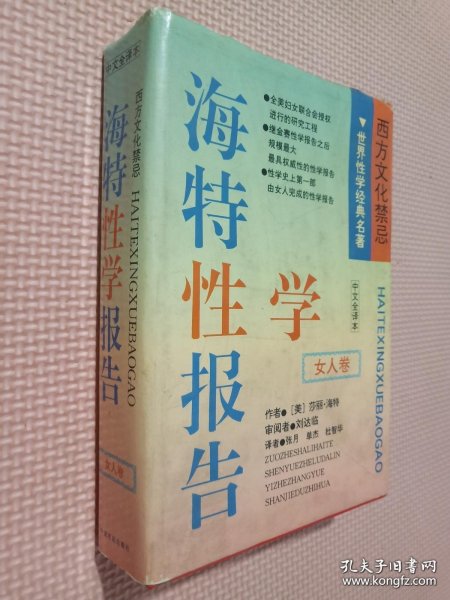 中文全译本
西方文化禁忌
HAITEXINGXUEBAOGAO
海特性学报告
女人卷
海特性学报告
●全美妇女联合会授权
进行的研究工程
●继金赛性学报告之后
规模最大
最具权威性的性学报告
●性学史上第一部
由女人完成的性学报告
西方文化禁忌
▼世界性学经典名著
[中文全译本]
HAITEXINGXUEBAOGAO
女人卷
作者●[美]莎丽·海特
审阅者●刘达临
译者●张月 单杰 杜智华
ZUOZHESHALIHAITE
SHENYUEZHELUDALIN
YIZHEZHANGYUE
SHANJIEDUZHIHUA
孔夫子旧书网
www.kongfz.com